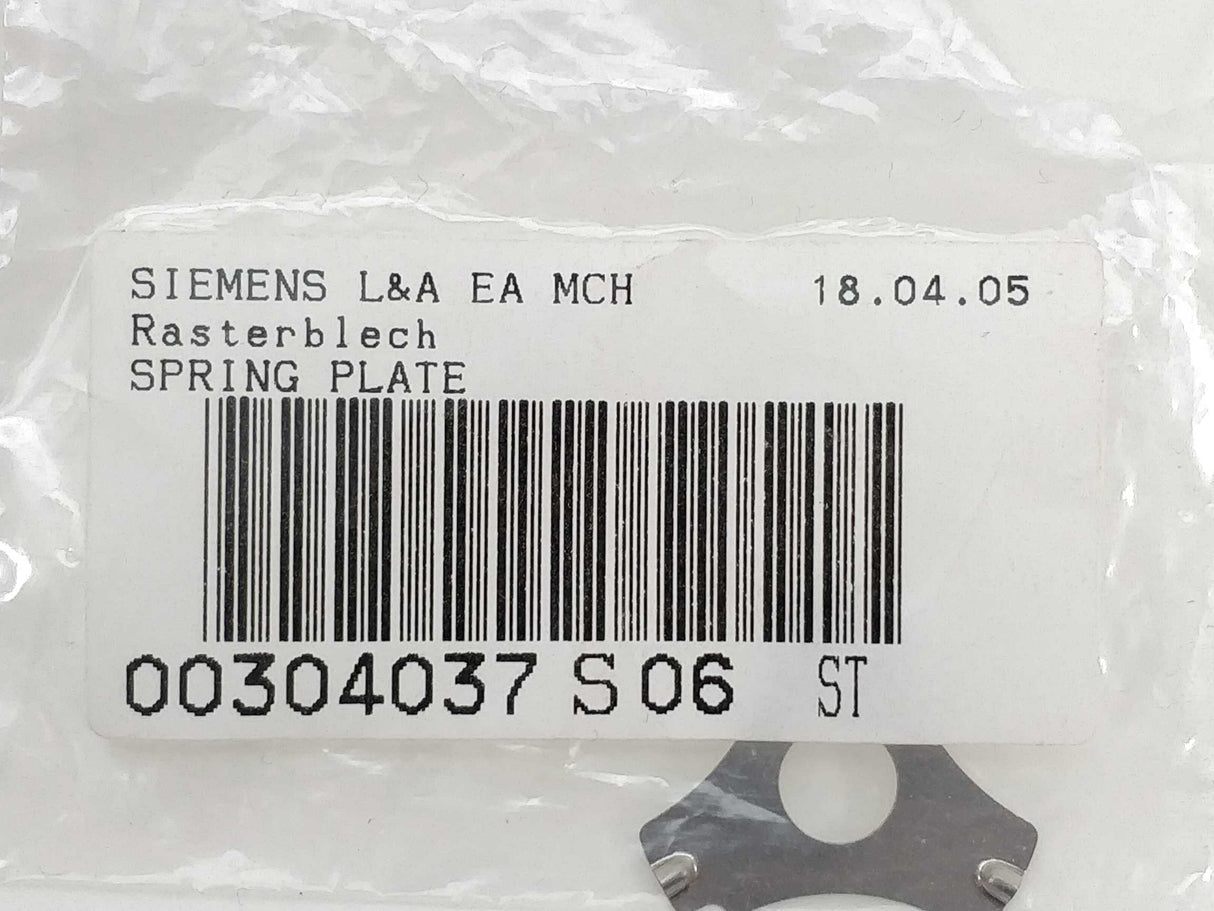 SIEMENS L&A EA MCH 18.04.05
Rasterblech
SPRING PLATE
00304037 S 06 ST